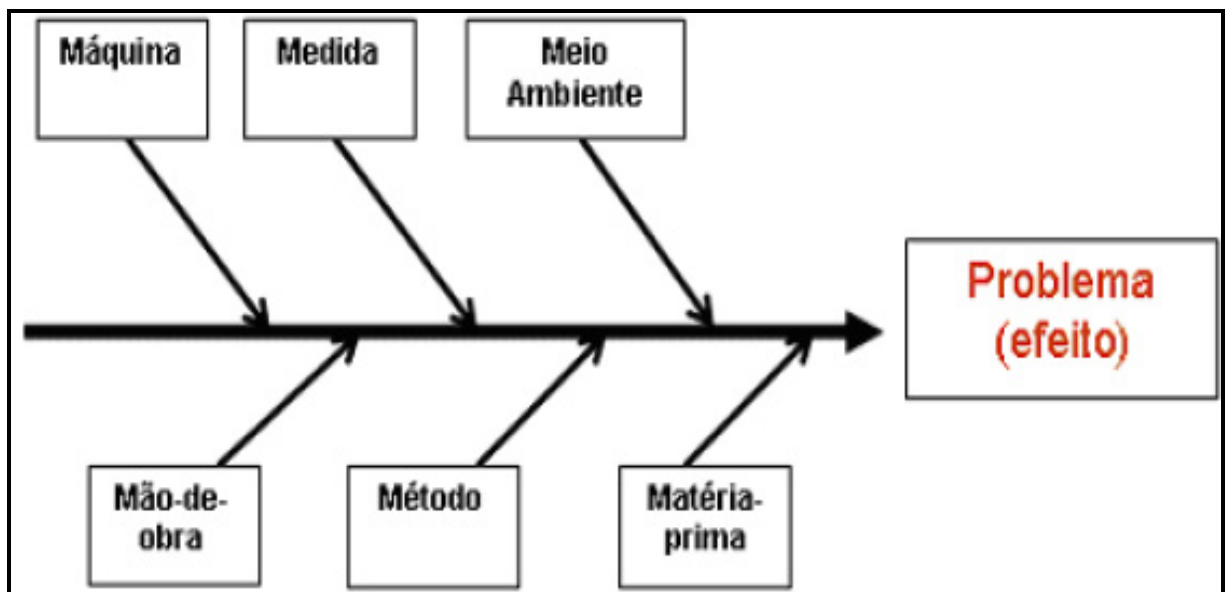 Máquina
Medida
Meio
Ambiente
Problema
(efeito)
Mão-de-
obra
Método
Matéria-
prima